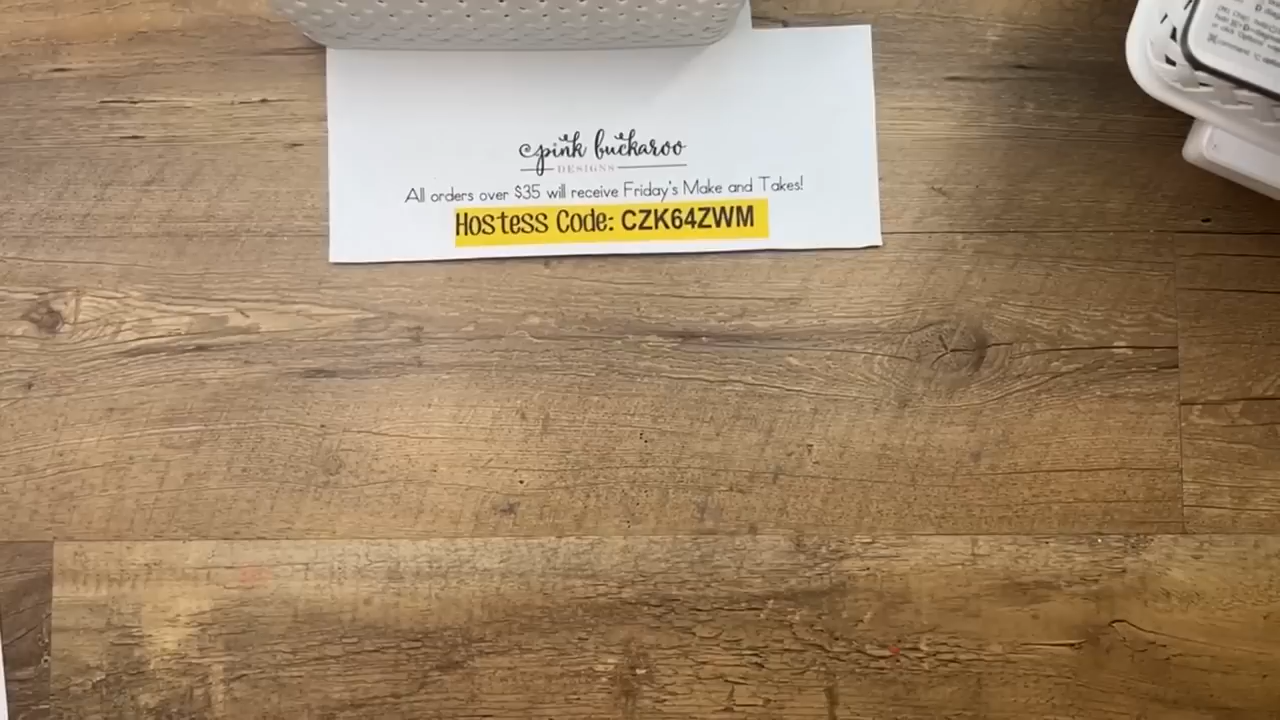 pink buckaroo
DESIGNS
All orders over $35 will receive Friday's Make and Takes!
Hostess Code: CZK64ZWM